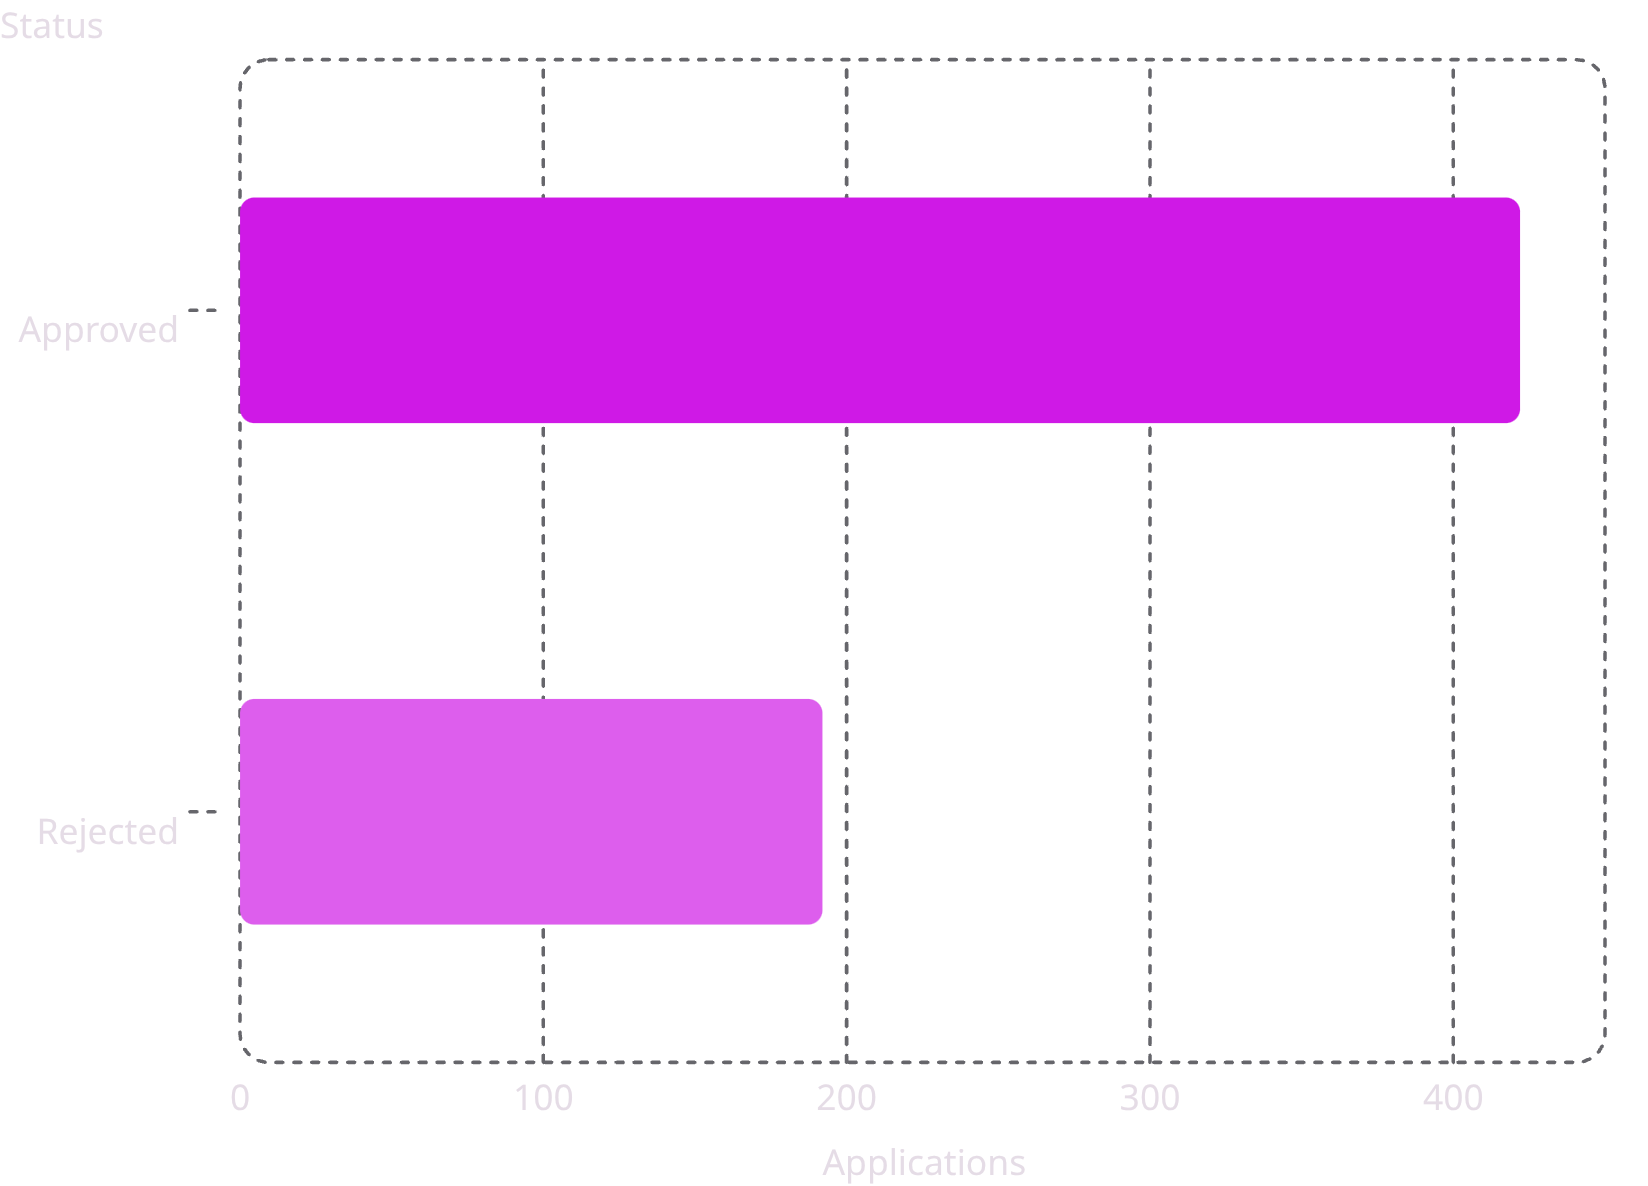 Status
Approved
Rejected
0 100 200 300 400
Applications